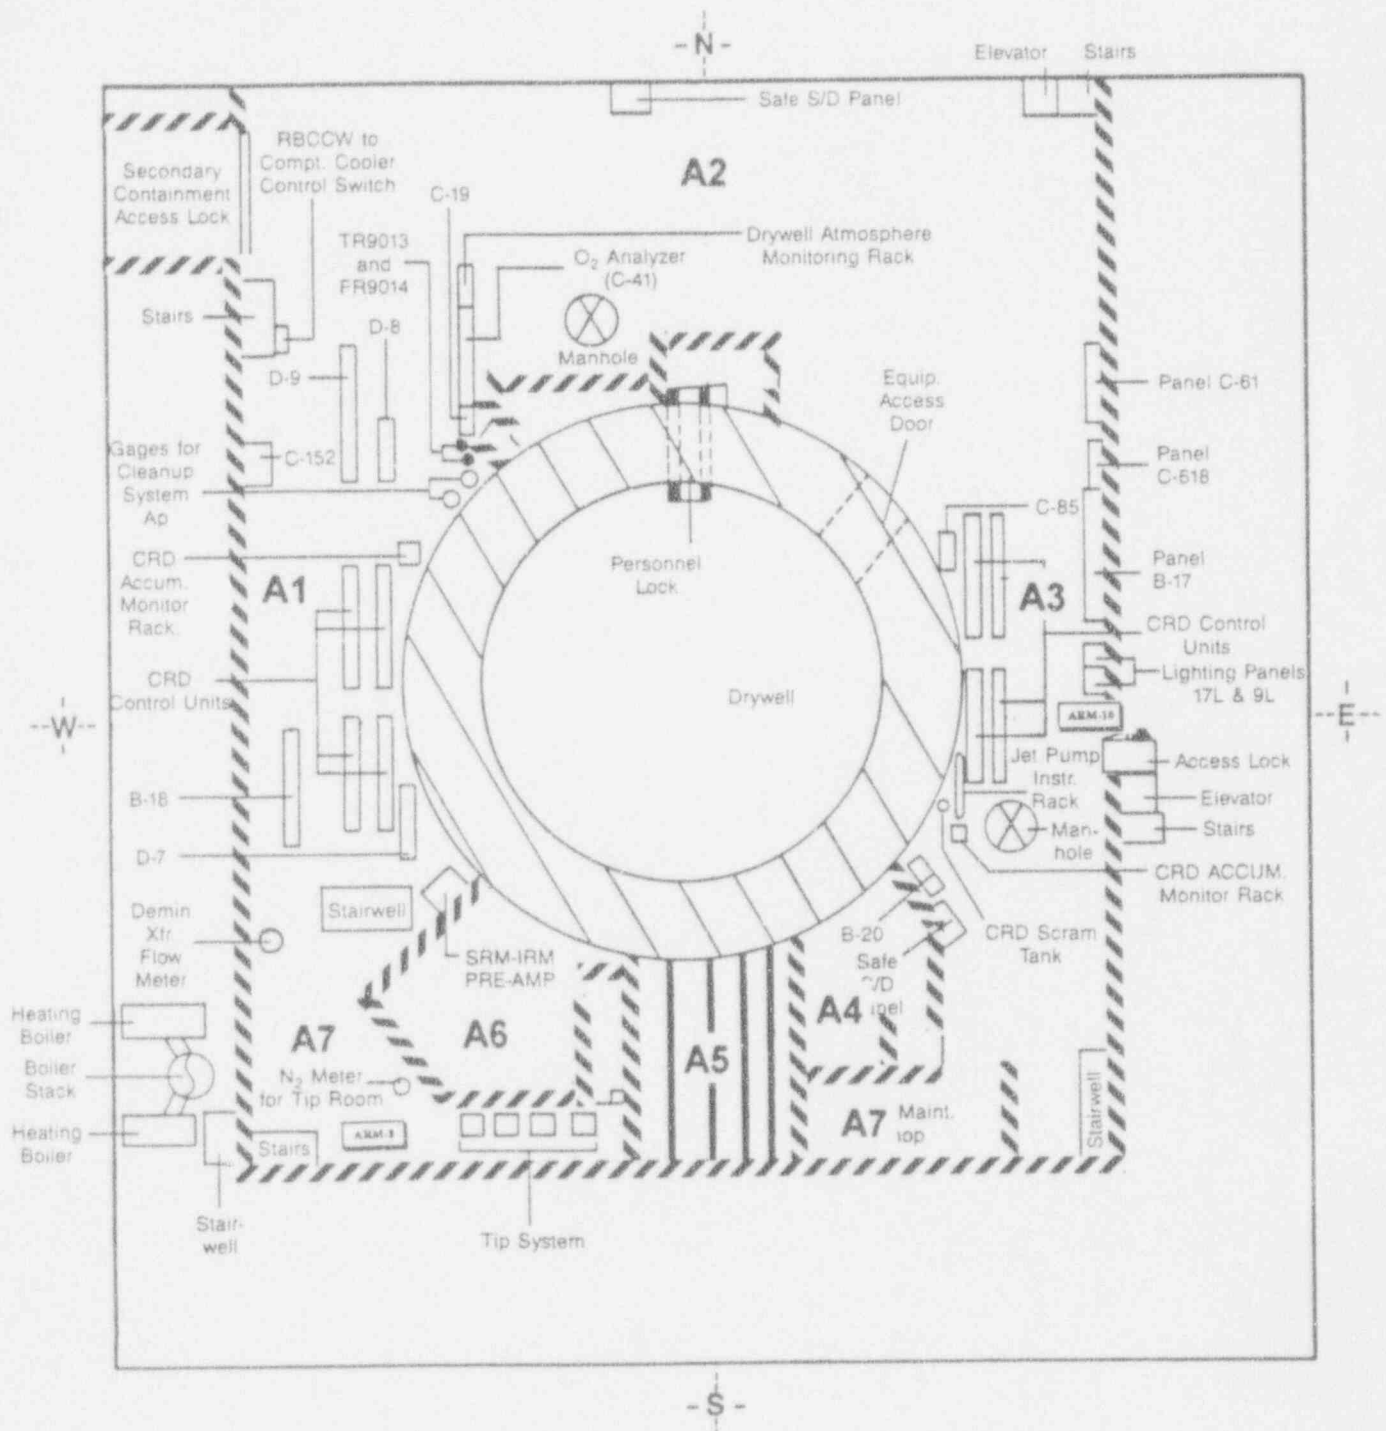 - N -
Elevator
Stairs
Safe S/D Panel
RBCCW to
Compt. Cooler
Control Switch
A2
Secondary
Containment
Access Lock
C-19
TR9013
and
FR9014
Drywell Atmosphere
Monitoring Rack
O2 Analyzer
(C-41)
Stairs
D-8
Manhole
D-9
Equip.
Access
Door
Panel C-61
Gages for
Cleanup
System
Ap
C-152
Panel
C-618
C-85
CRD
Accum.
Monitor
Rack.
A1
Personnel
Lock
A3
Panel
B-17
CRD Control
Units
CRD
Control Units
Drywell
Lighting Panels
17L & 9L
--W--
ARM-10
--E--
Jet Pump
Instr.
Rack
Access Lock
B-18
Elevator
Man-
hole
Stairs
D-7
CRD ACCUM.
Monitor Rack
Stairwell
Demin.
Xfr.
Flow
Meter
SRM-IRM
PRE-AMP
B-20
Safe
CRD Scram
Tank
Heating
Boiler
A7
A6
A5
A4
Boiler
Stack
N2 Meter
for Tip Room
Stairwell
Heating
Boiler
Stairs
A7 Maint.
Stair-
well
Tip System
- S -